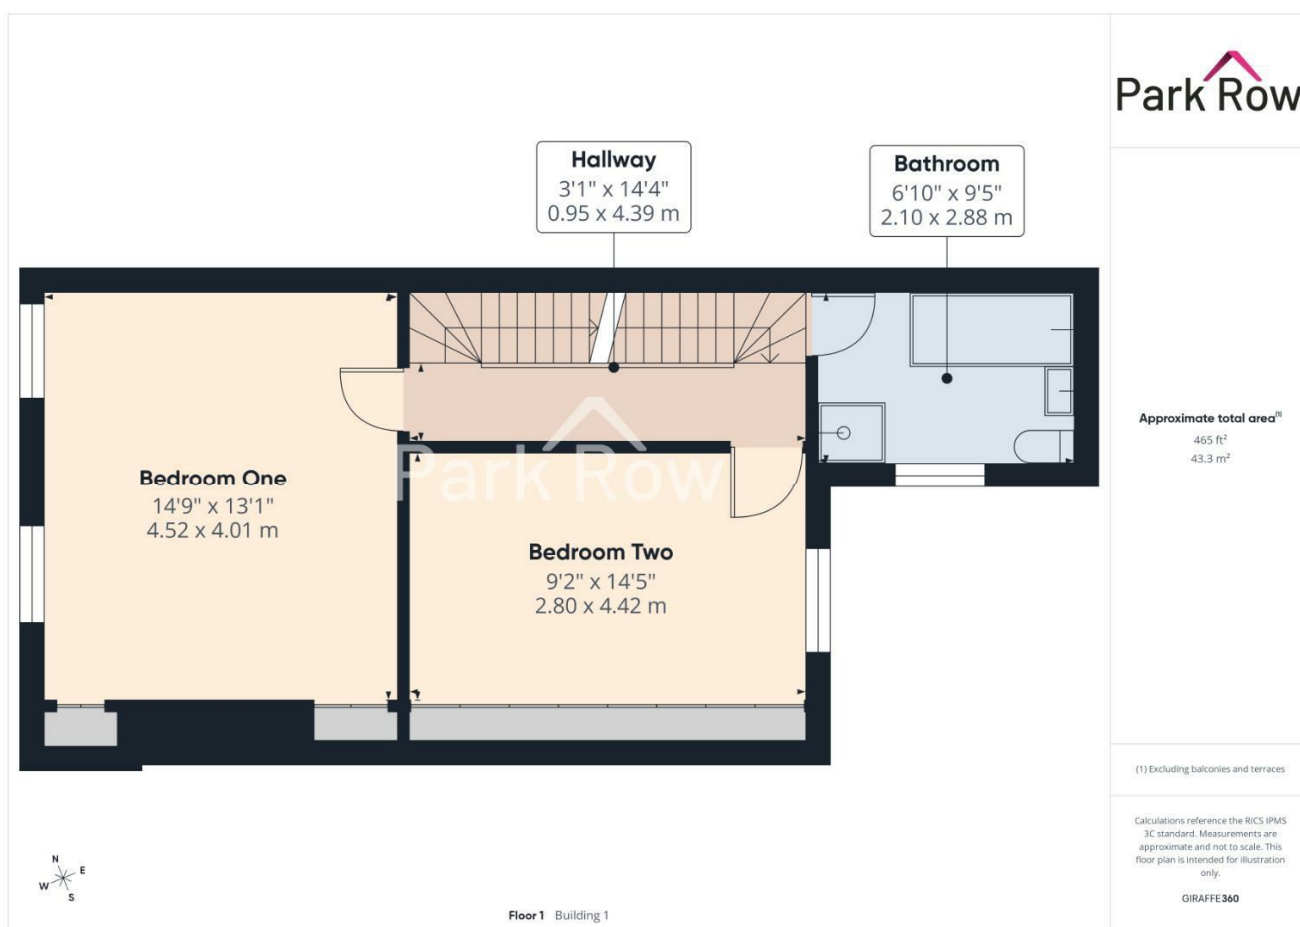 Park Row
Hallway
3'1" x 14'4"
0.95 x 4.39 m
Bathroom
6'10" x 9'5"
2.10 x 2.88 m
Bedroom One
14'9" x 13'1"
4.52 x 4.01 m
Park Row
Bedroom Two
9'2" x 14'5"
2.80 x 4.42 m
Approximate total area(1)
465 ft²
43.3 m²
(1) Excluding balconies and terraces
Calculations reference the RICS IPMS
3C standard. Measurements are
approximate and not to scale. This
floor plan is intended for illustration
only.
GIRAFFE360
N
E
W
S
Floor 1 Building 1